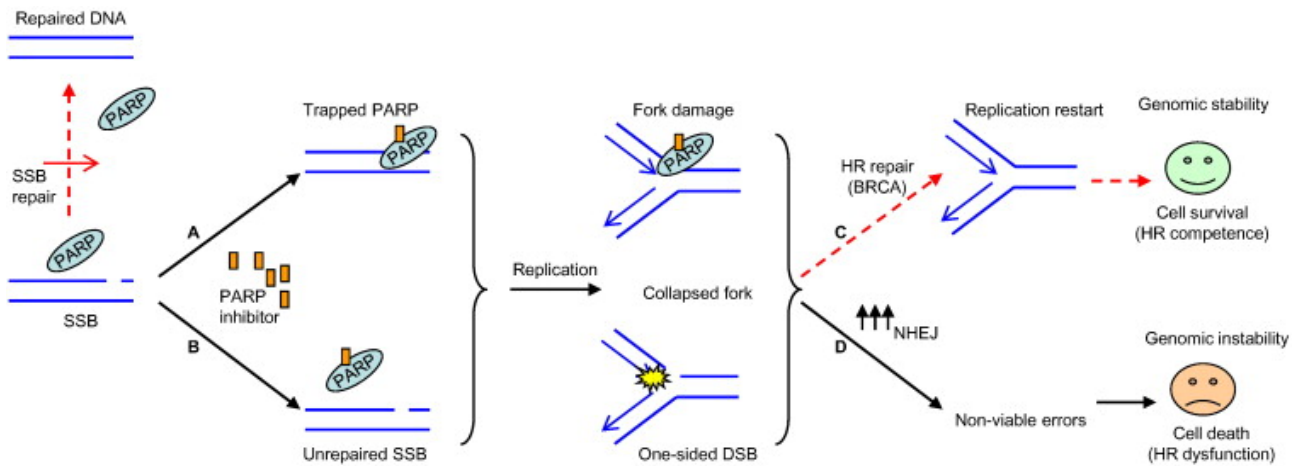 Repaired DNA
PARP
SSB
repair
PARP
SSB
A
B
PARP
inhibitor
Trapped PARP
PARP
PARP
Unrepaired SSB
Replication
Fork damage
PARP
Collapsed fork
One-sided DSB
HR repair
(BRCA)
C
D
NHEJ
Replication restart
Non-viable errors
Genomic stability
Cell survival
(HR competence)
Genomic instability
Cell death
(HR dysfunction)